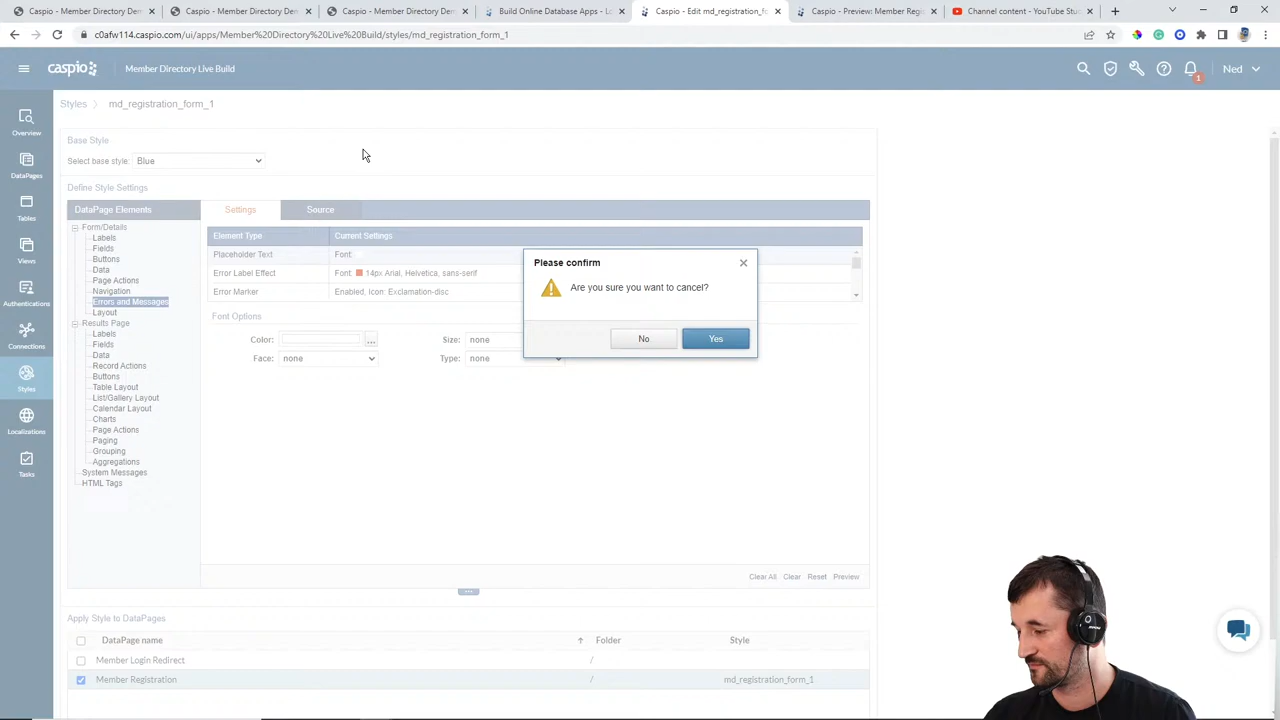 Caspio - Member Directory Dem
Caspio - Member Directory Dem
Caspio - Member Directory Dem
Build Online Database Apps - Lo
Caspio - Edit md_registration_fo
Caspio - Preview: Member Regi
Channel content - YouTube Stu
c0afw114.caspio.com/ui/apps/Member%20Directory%20Live%20Build/styles/md_registration_form_1
caspio
Member Directory Live Build
1
Ned
Overview
DataPages
Tables
Views
Authentications
Connections
Styles
Localizations
Tasks
Styles
md_registration_form_1
Base Style
Select base style: Blue
Define Style Settings
DataPage Elements
Settings
Source
Form/Details
Labels
Fields
Buttons
Data
Page Actions
Navigation
Errors and Messages
Layout
Results Page
Labels
Fields
Data
Record Actions
Buttons
Table Layout
List/Gallery Layout
Calendar Layout
Charts
Page Actions
Paging
Grouping
Aggregations
System Messages
HTML Tags
Element Type Current Settings
Placeholder Text Font:
Error Label Effect Font: 14px Arial, Helvetica, sans-serif
Error Marker Enabled, Icon: Exclamation-disc
Font Options
Color: ... Size: none
Face: none Type: none
Please confirm
Are you sure you want to cancel?
No Yes
Clear All Clear Reset Preview
...
Apply Style to DataPages
DataPage name Folder Style
Member Login Redirect /
Member Registration / md_registration_form_1